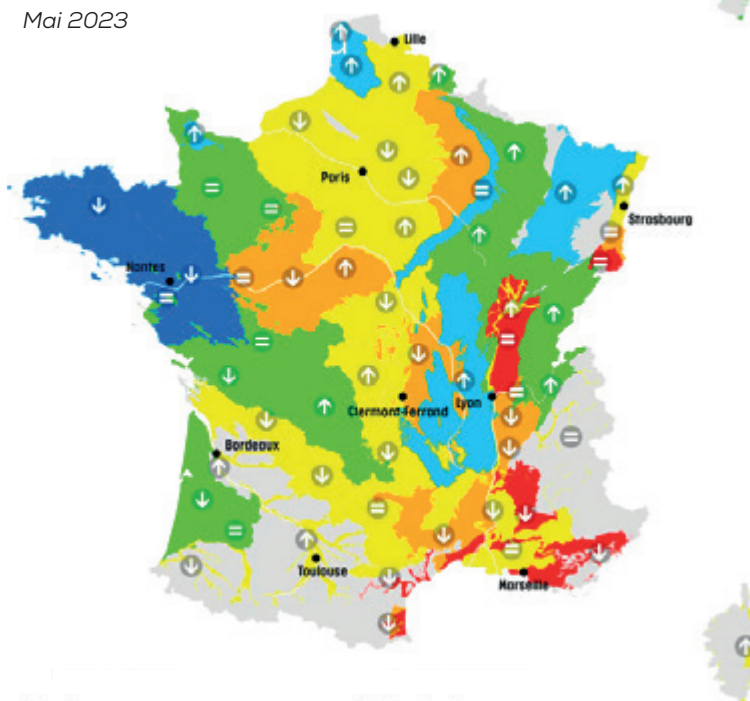 Mai 2023
Lille
Paris
Strasbourg
Nantes
Clermont-Ferrand
Lyon
Bordeaux
Toulouse
Marseille